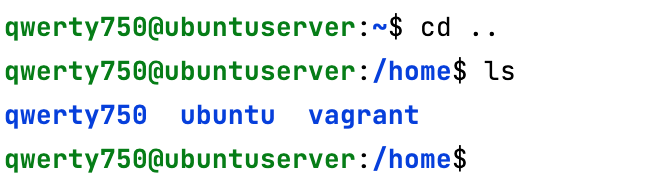 qwerty750@ubuntuserver:~$ cd ..
qwerty750@ubuntuserver:/home$ ls
qwerty750  ubuntu  vagrant
qwerty750@ubuntuserver:/home$